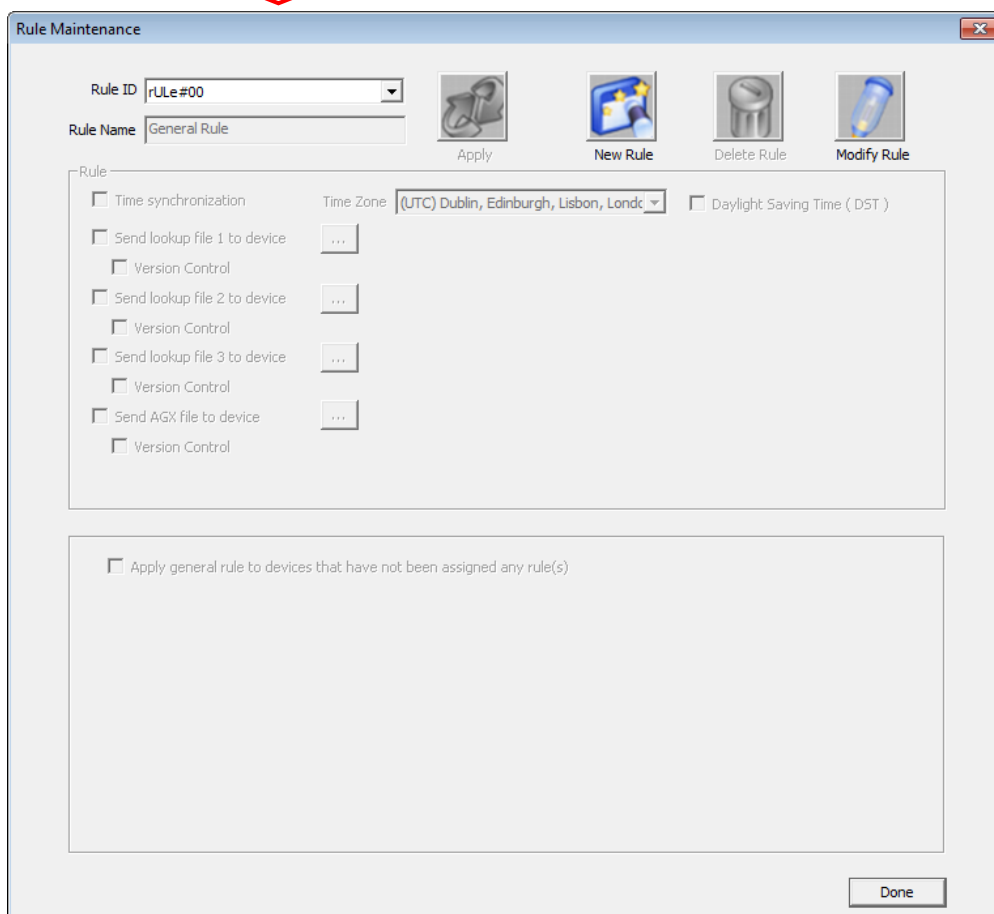 Rule Maintenance
Rule ID rULe#00
Rule Name General Rule
Apply New Rule Delete Rule Modify Rule
Rule
Time synchronization Time Zone (UTC) Dublin, Edinburgh, Lisbon, Londc Daylight Saving Time ( DST )
Send lookup file 1 to device ...
Version Control
Send lookup file 2 to device ...
Version Control
Send lookup file 3 to device ...
Version Control
Send AGX file to device ...
Version Control
Apply general rule to devices that have not been assigned any rule(s)
Done